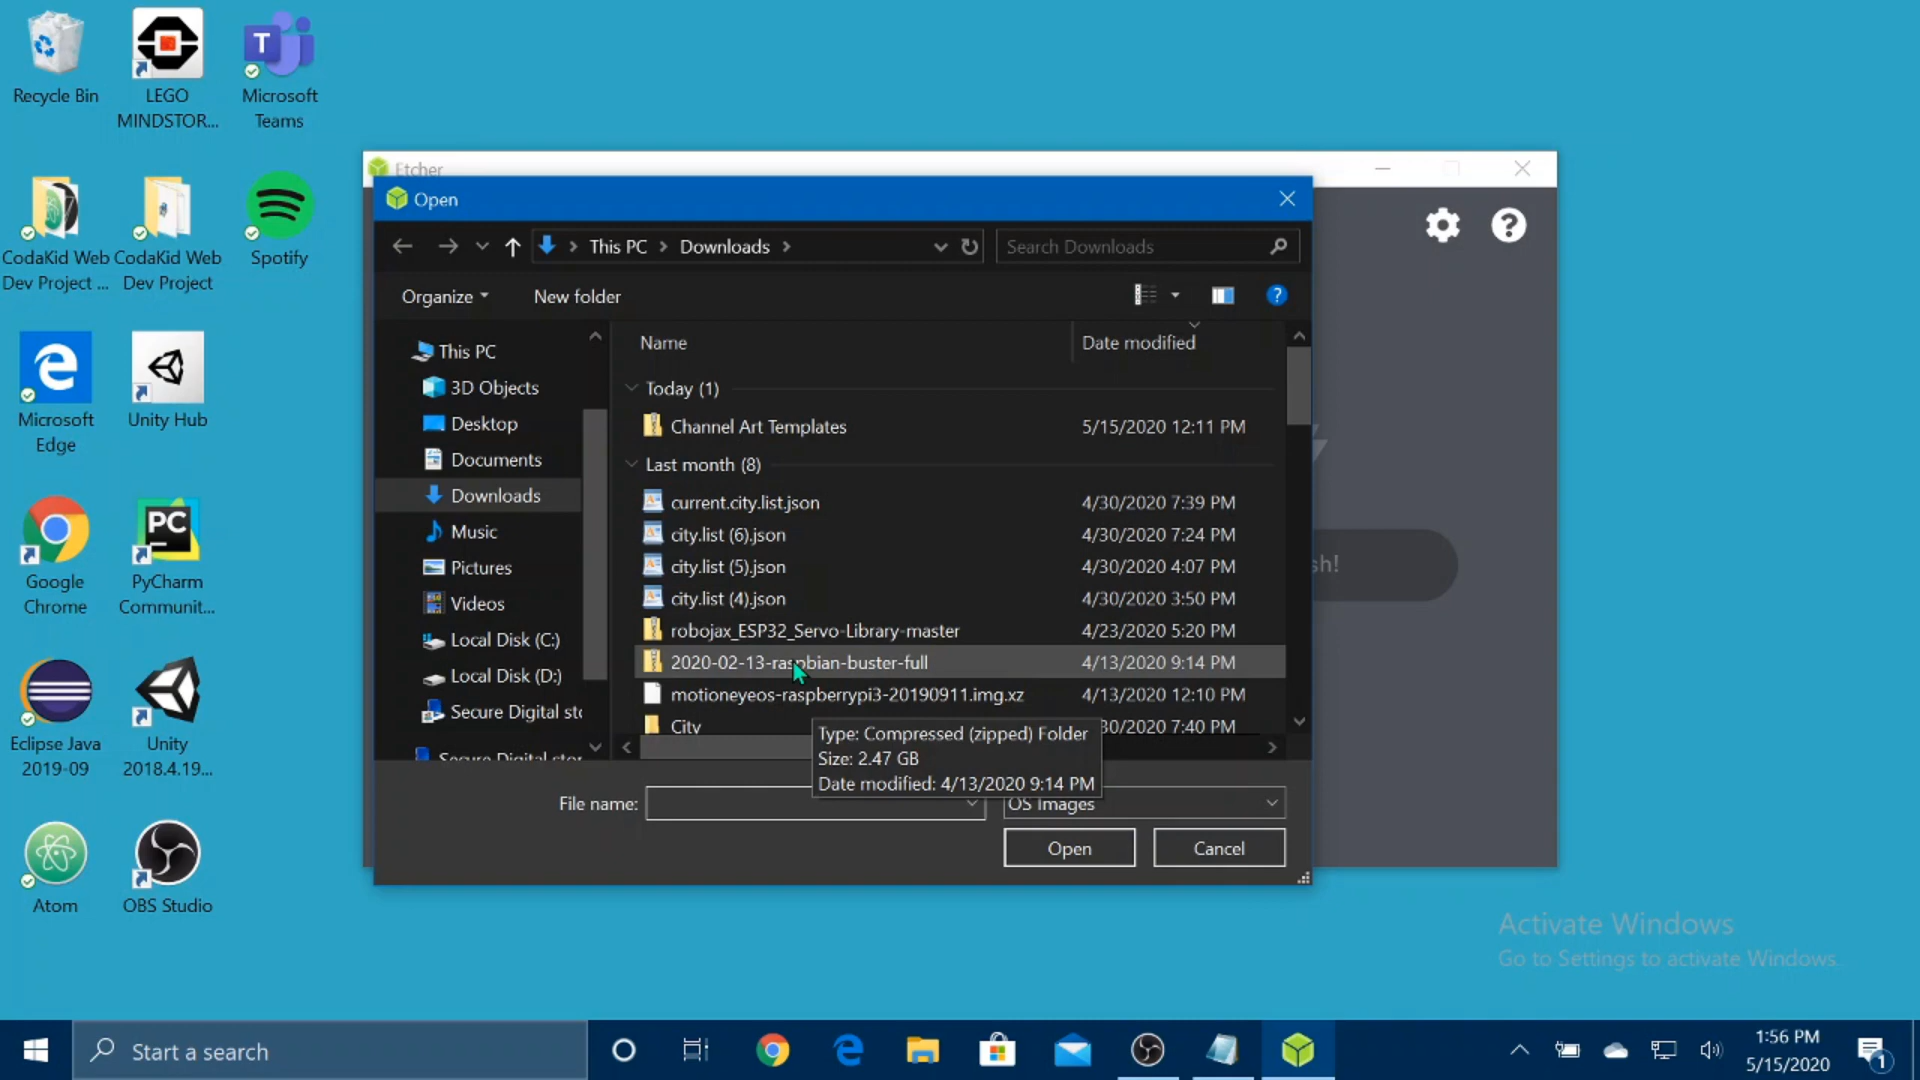 Recycle Bin
LEGO
MINDSTOR...
Microsoft
Teams
CodaKid Web
Dev Project ...
CodaKid Web
Dev Project
Spotify
Microsoft
Edge
Unity Hub
Google
Chrome
PC
PyCharm
Communit...
Eclipse Java
2019-09
Unity
2018.4.19...
Atom
OBS Studio
Etcher
Open
This PC
Downloads
Search Downloads
Organize
New folder
This PC
3D Objects
Desktop
Documents
Downloads
Music
Pictures
Videos
Local Disk (C:)
Local Disk (D:)
Secure Digital sto
Secure Digital stor
Name
Date modified
Today (1)
Channel Art Templates
5/15/2020 12:11 PM
Last month (8)
current.city.list.json
4/30/2020 7:39 PM
city.list (6).json
4/30/2020 7:24 PM
city.list (5).json
4/30/2020 4:07 PM
city.list (4).json
4/30/2020 3:50 PM
robojax_ESP32_Servo-Library-master
4/23/2020 5:20 PM
2020-02-13-raspbian-buster-full
4/13/2020 9:14 PM
motioneyeos-raspberrypi3-20190911.img.xz
4/13/2020 12:10 PM
City
30/2020 7:40 PM
Type: Compressed (zipped) Folder
Size: 2.47 GB
Date modified: 4/13/2020 9:14 PM
File name:
OS Images
Open
Cancel
sh!
Activate Windows
Go to Settings to activate Windows.
Start a search
1:56 PM
5/15/2020
1